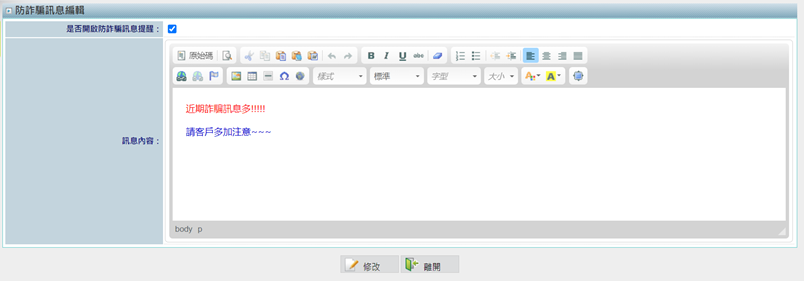 防詐騙訊息編輯
是否開啟防詐騙訊息提醒：
原始碼
B I U abc
樣式 標準 字型 大小 A A
訊息內容：
近期詐騙訊息多!!!!!
請客戶多加注意~~~
body p
修改 離開